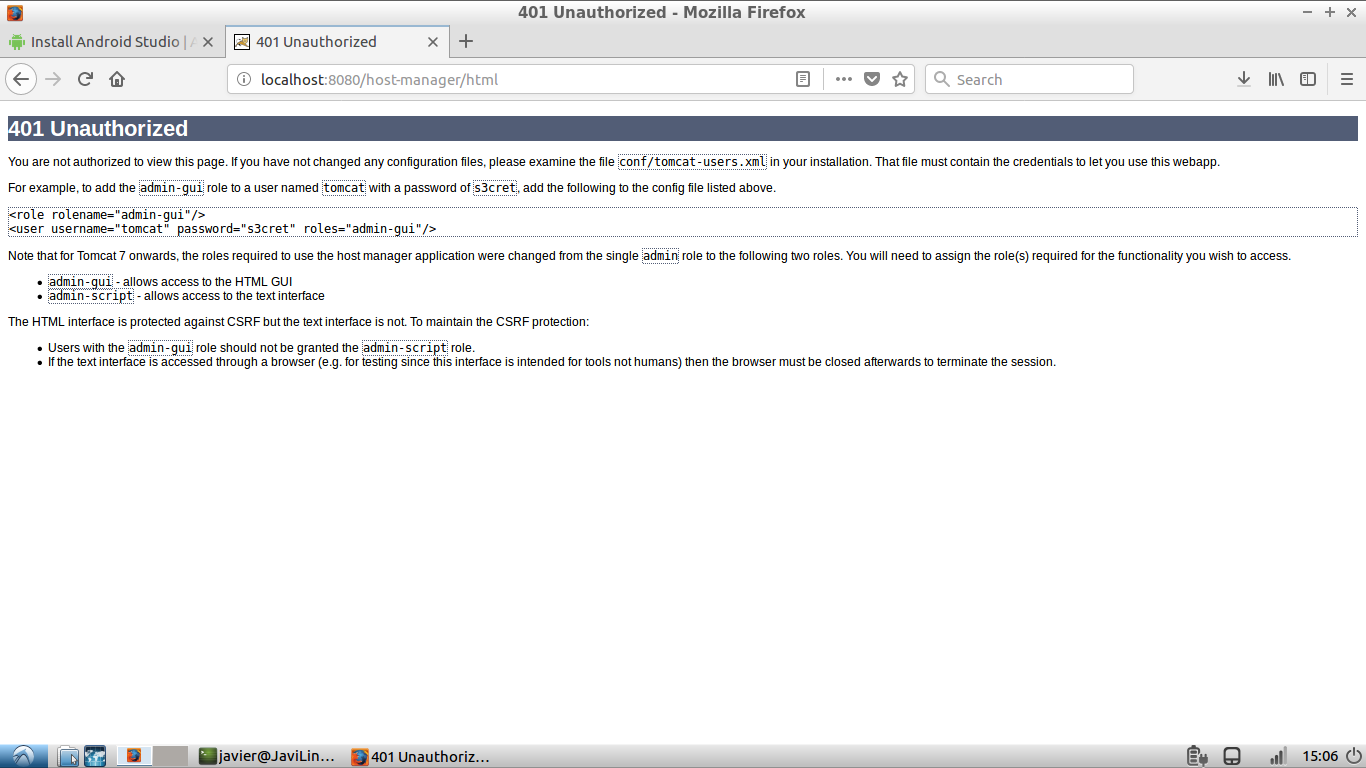 401 Unauthorized - Mozilla Firefox
Install Android Studio |
401 Unauthorized
localhost:8080/host-manager/html
Search
401 Unauthorized
You are not authorized to view this page. If you have not changed any configuration files, please examine the file conf/tomcat-users.xml in your installation. That file must contain the credentials to let you use this webapp.
For example, to add the admin-gui role to a user named tomcat with a password of s3cret, add the following to the config file listed above.
<role rolename="admin-gui"/>
<user username="tomcat" password="s3cret" roles="admin-gui"/>
Note that for Tomcat 7 onwards, the roles required to use the host manager application were changed from the single admin role to the following two roles. You will need to assign the role(s) required for the functionality you wish to access.
admin-gui - allows access to the HTML GUI
admin-script - allows access to the text interface
The HTML interface is protected against CSRF but the text interface is not. To maintain the CSRF protection:
Users with the admin-gui role should not be granted the admin-script role.
If the text interface is accessed through a browser (e.g. for testing since this interface is intended for tools not humans) then the browser must be closed afterwards to terminate the session.
javier@JaviLin...
401 Unauthoriz...
15:06